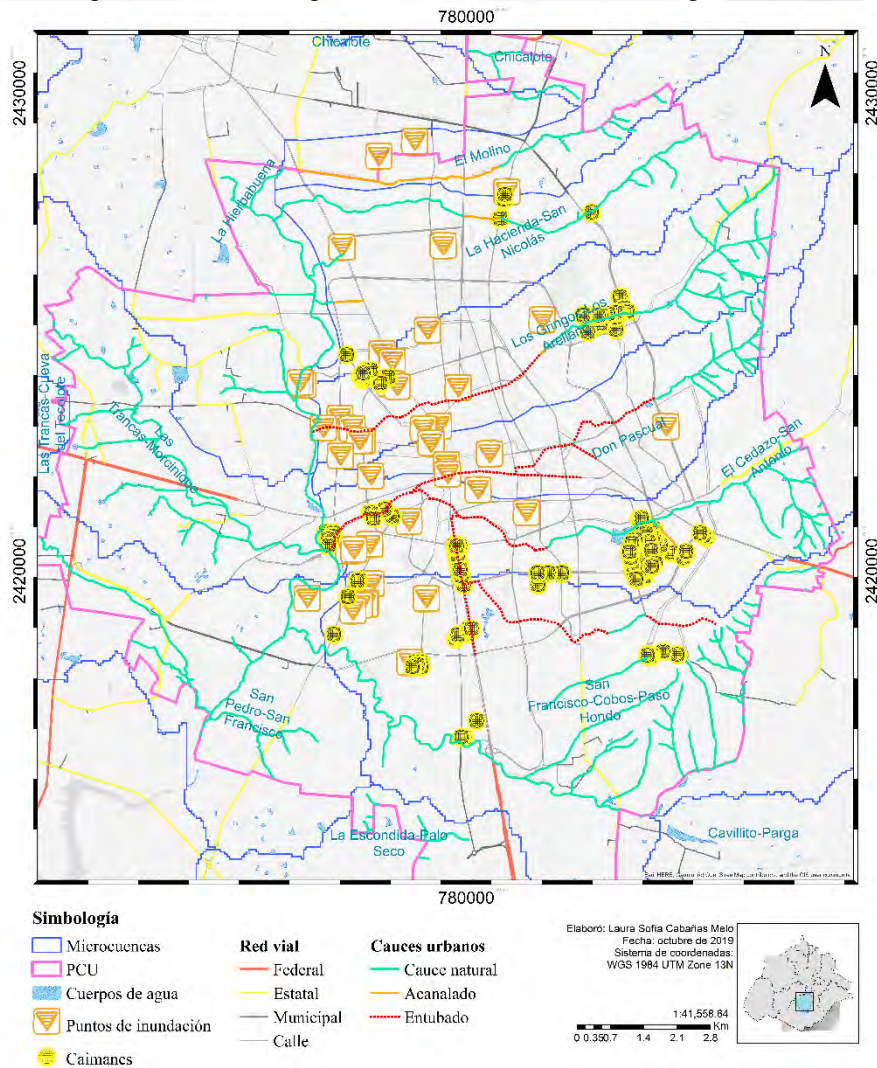 780000
2430000
2430000
Chicalote
Chicalote
N
El Molino
La Hierbabuena
La Hacienda-San
Nicolás
Los Gringos-Los
Arellano
Las Trancas-Cueva
del Tecolote
Las
Trancas-Morcinique
Don Pascual
El Cedazo-San
Antonio
2420000
2420000
San
Pedro-San
Francisco
San
Francisco-Cobos-Paso
Hondo
La Escondida-Palo
Seco
Cavillito-Parga
780000
Simbología
Microcuencas
PCU
Cuerpos de agua
Puntos de inundación
Caimanes
Red vial
Federal
Estatal
Municipal
Calle
Cauces urbanos
Cauce natural
Acanalado
Entubado
Elaboró: Laura Sofía Cabañas Melo
Fecha: octubre de 2019
Sistema de coordenadas:
WGS 1984 UTM Zone 13N
1:41,558.64
Km
0 0.35 0.7 1.4 2.1 2.8